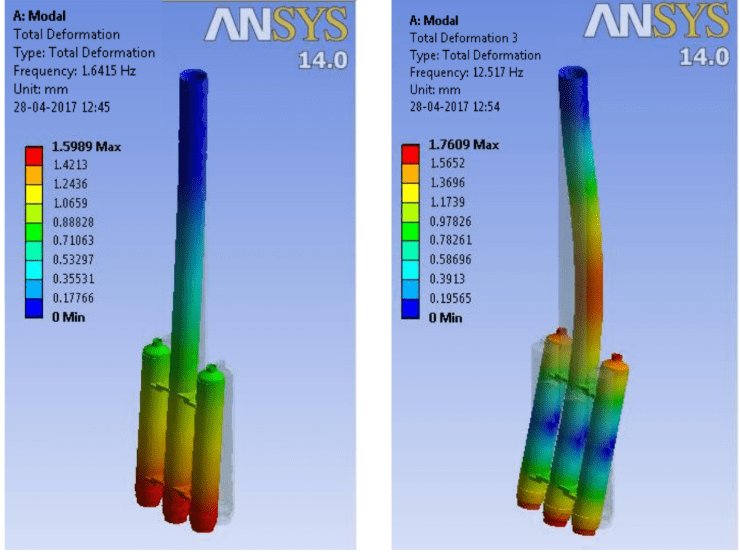 A: Modal
Total Deformation
Type: Total Deformation
Frequency: 1.6415 Hz
Unit: mm
28-04-2017 12:45
ANSYS
14.0
1.5989 Max
1.4213
1.2436
1.0659
0.88828
0.71063
0.53297
0.35531
0.17766
0 Min
A: Modal
Total Deformation 3
Type: Total Deformation
Frequency: 12.517 Hz
Unit: mm
28-04-2017 12:54
ANSYS
14.0
1.7609 Max
1.5652
1.3696
1.1739
0.97826
0.78261
0.58696
0.3913
0.19565
0 Min